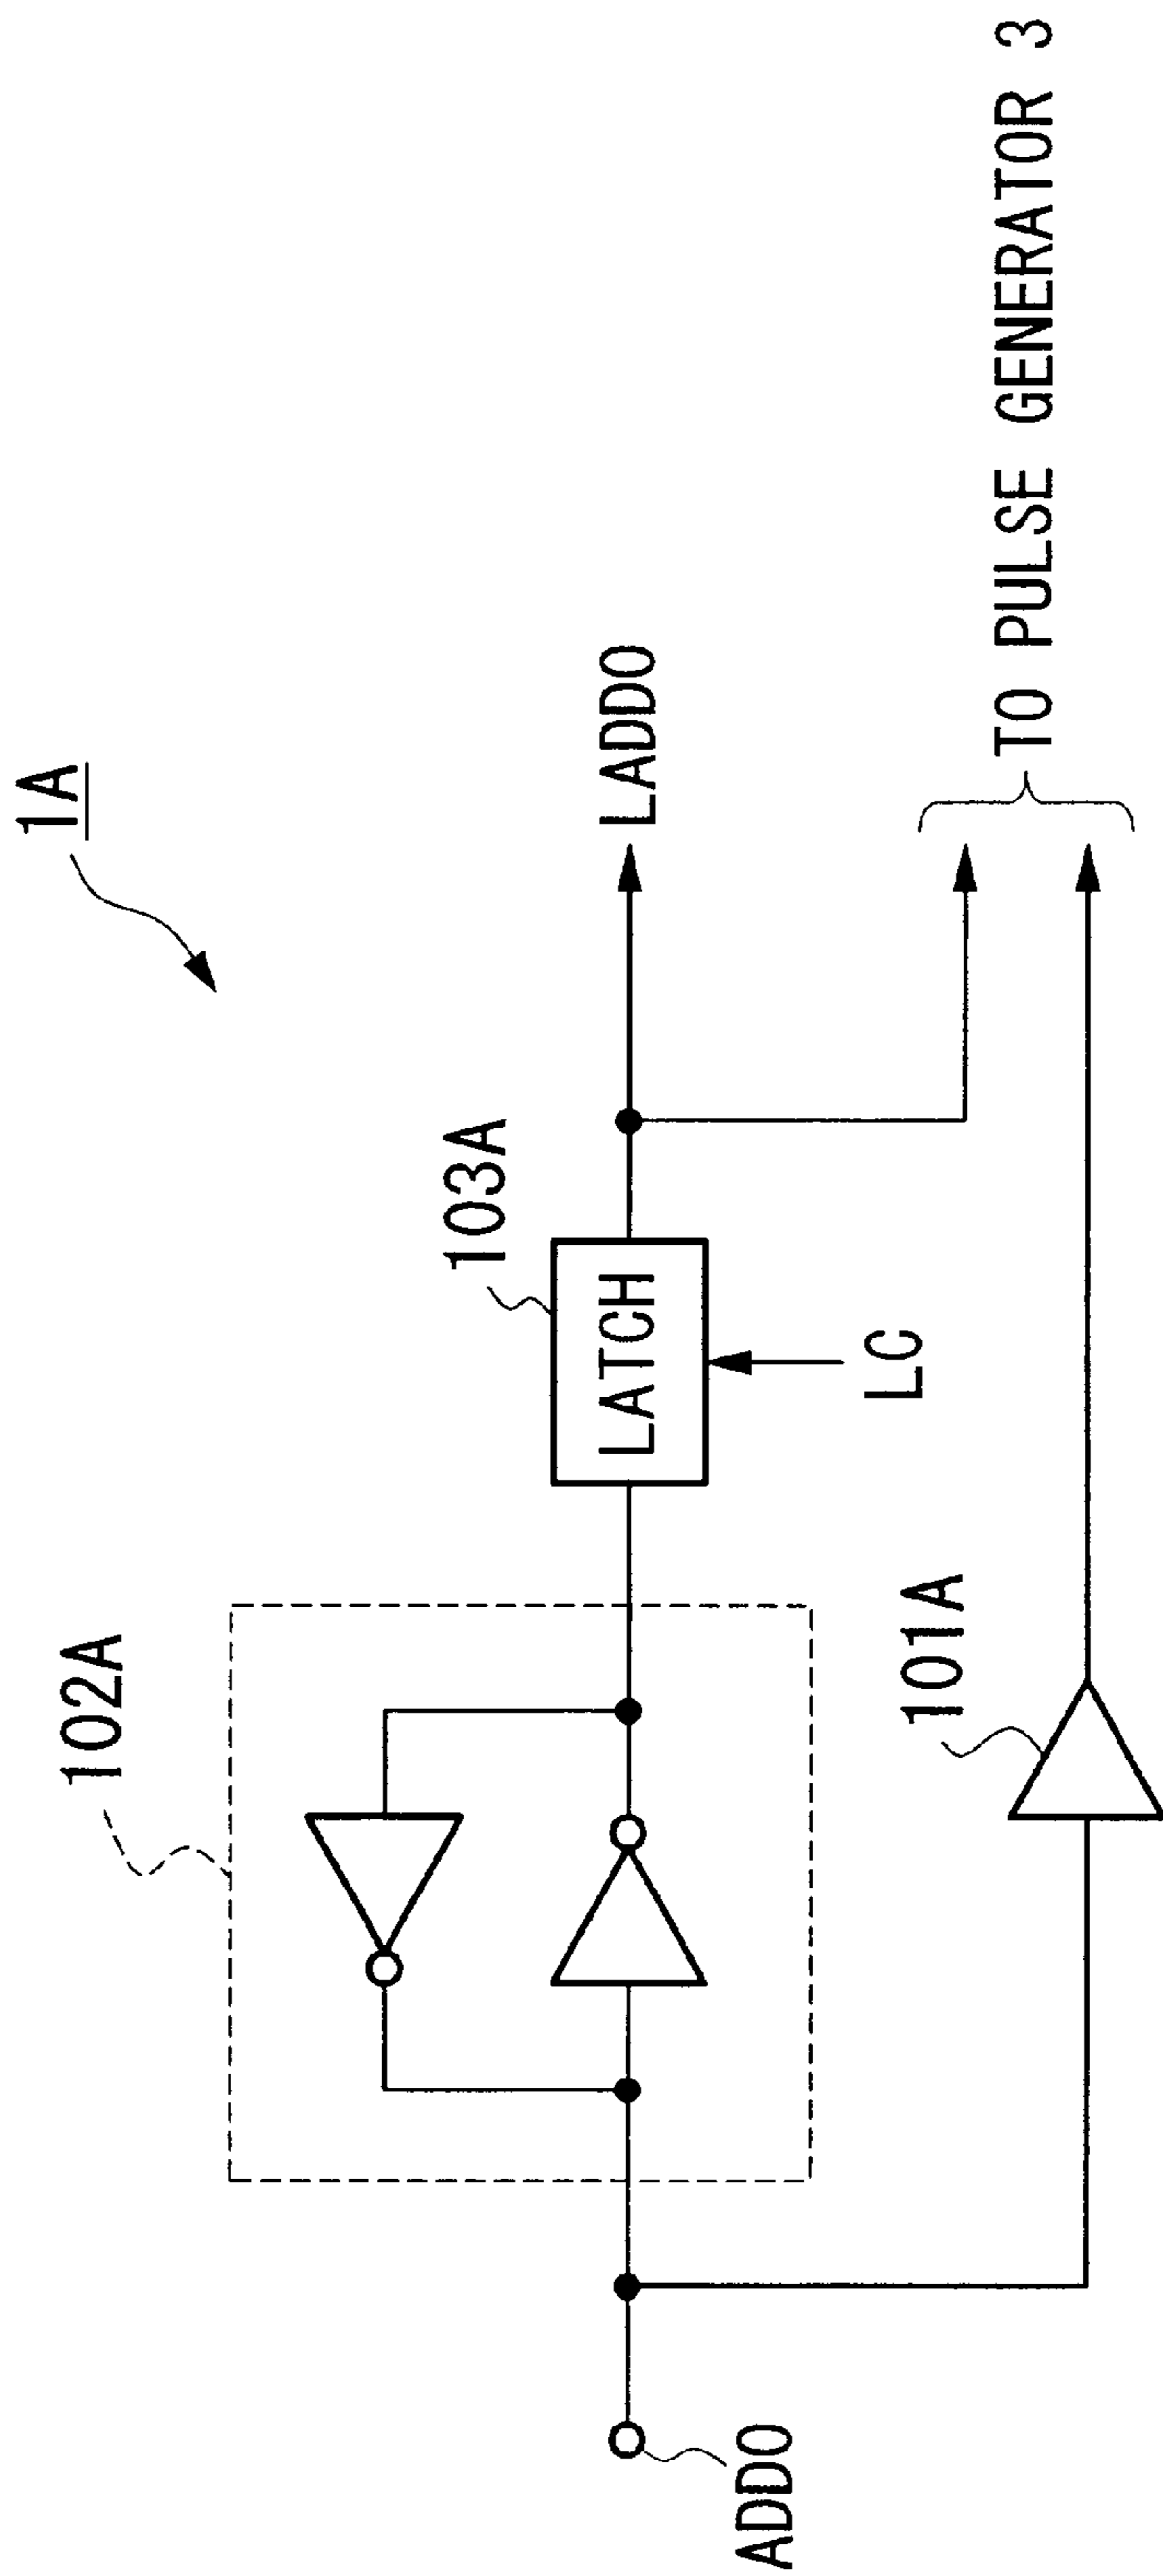 1A
102A
103A
LATCH
LADD0
LC
ADD0
101A
TO PULSE GENERATOR 3